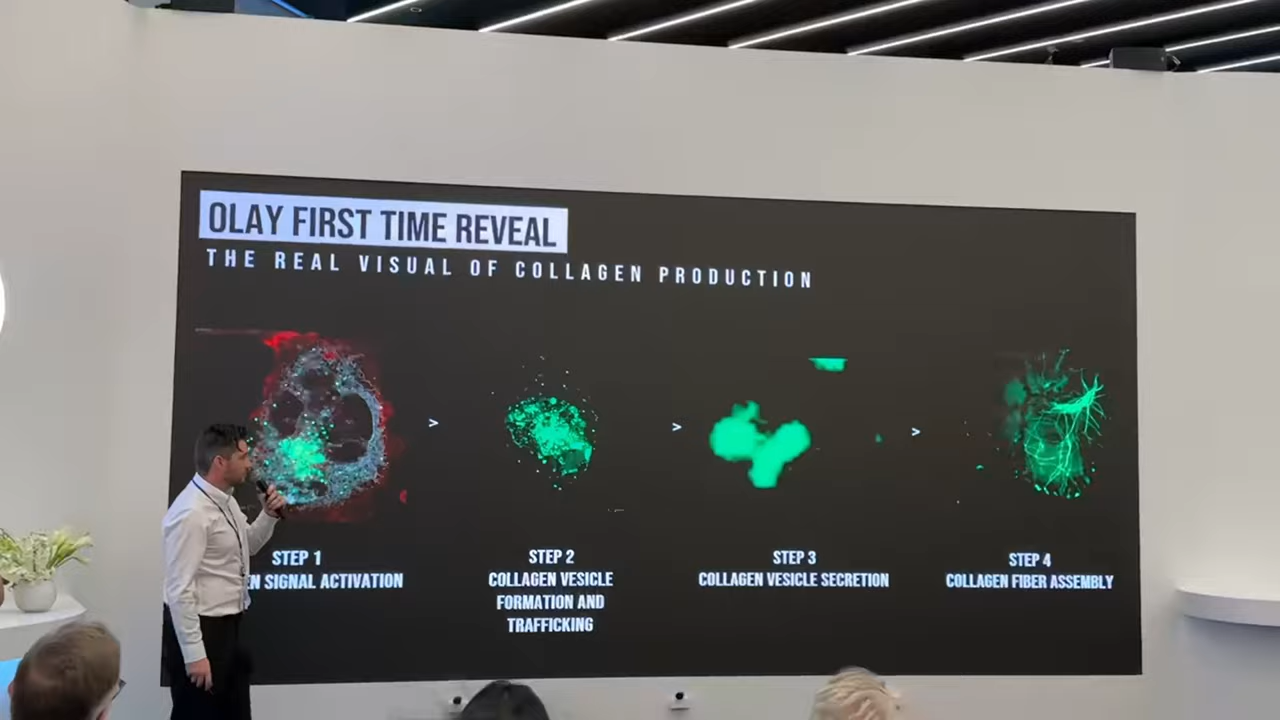 OLAY FIRST TIME REVEAL
THE REAL VISUAL OF COLLAGEN PRODUCTION
>
>
>
STEP 1
SIGNAL ACTIVATION
STEP 2
COLLAGEN VESICLE
FORMATION AND
TRAFFICKING
STEP 3
COLLAGEN VESICLE SECRETION
STEP 4
COLLAGEN FIBER ASSEMBLY